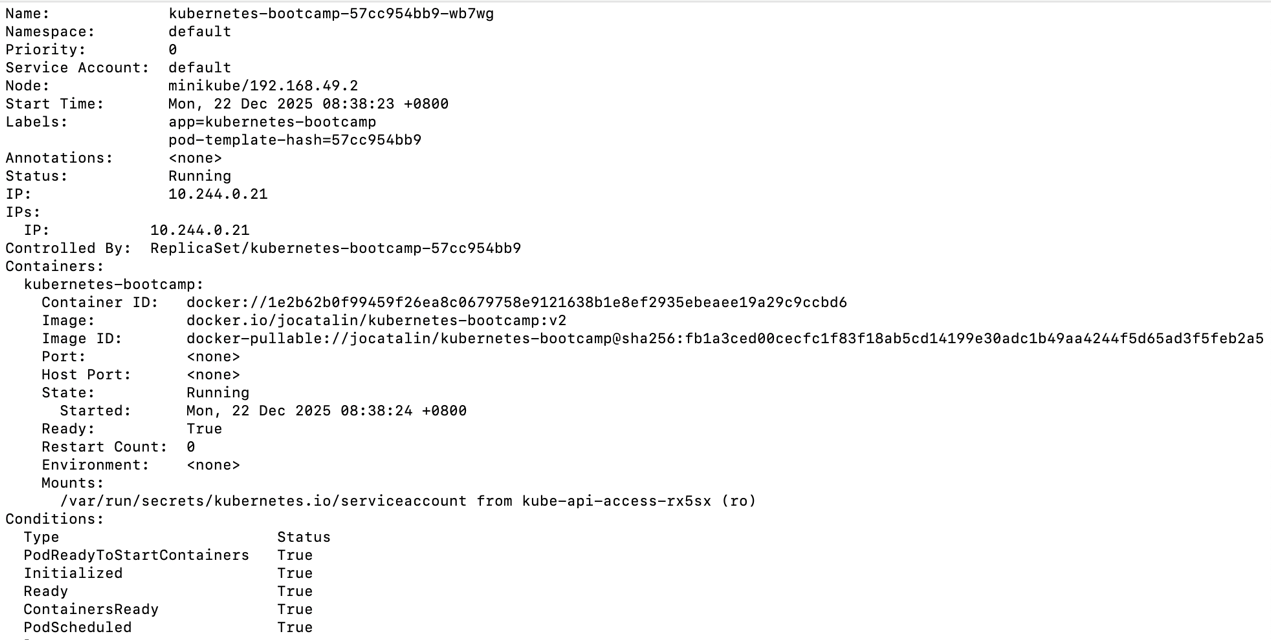 Name:             kubernetes-bootcamp-57cc954bb9-wb7wg
Namespace:        default
Priority:         0
Service Account:  default
Node:             minikube/192.168.49.2
Start Time:       Mon, 22 Dec 2025 08:38:23 +0800
Labels:           app=kubernetes-bootcamp
                  pod-template-hash=57cc954bb9
Annotations:      <none>
Status:           Running
IP:               10.244.0.21
IPs:
  IP:           10.244.0.21
Controlled By:  ReplicaSet/kubernetes-bootcamp-57cc954bb9
Containers:
  kubernetes-bootcamp:
    Container ID:   docker://1e2b62b0f99459f26ea8c0679758e9121638b1e8ef2935ebeaee19a29c9ccbd6
    Image:          docker.io/jocatalin/kubernetes-bootcamp:v2
    Image ID:       docker-pullable://jocatalin/kubernetes-bootcamp@sha256:fb1a3ced00cecfc1f83f18ab5cd14199e30adc1b49aa4244f5d65ad3f5feb2a5
    Port:           <none>
    Host Port:      <none>
    State:          Running
      Started:      Mon, 22 Dec 2025 08:38:24 +0800
    Ready:          True
    Restart Count:  0
    Environment:    <none>
    Mounts:
      /var/run/secrets/kubernetes.io/serviceaccount from kube-api-access-rx5sx (ro)
Conditions:
  Type                        Status
  PodReadyToStartContainers   True
  Initialized                 True
  Ready                       True
  ContainersReady             True
  PodScheduled                True